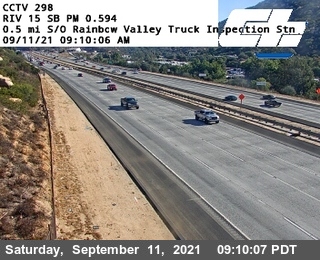 CCTV 298
RIV 15 SB PM 0.594
0.5 mi S/O Rainbow Valley Truck Inspection Stn
09/11/21 09:10:06 AM
Saturday, September 11, 2021 09:10:07 PDT